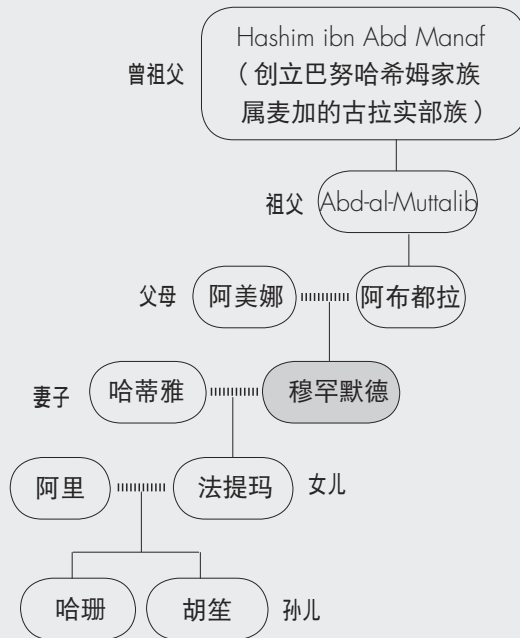 Hashim ibn Abd Manaf
曾祖父
（创立巴努哈希姆家族
属麦加的古拉实部族）
祖父
Abd-al-Muttalib
父母
阿美娜
阿布都拉
妻子
哈蒂雅
穆罕默德
阿里
法提玛
女儿
哈珊
胡笙
孙儿